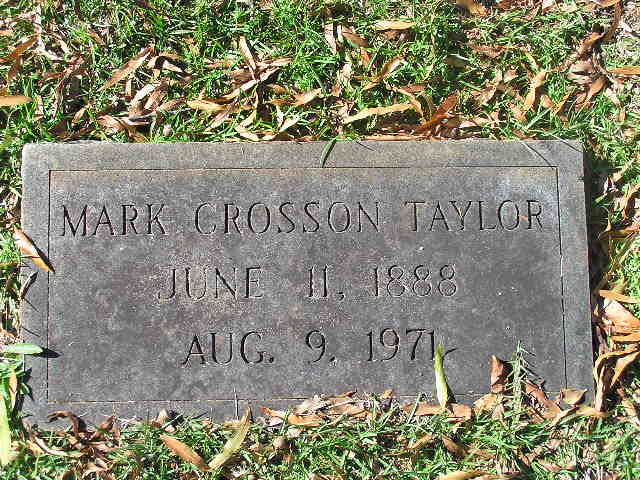 MARK CROSSON TAYLOR
JUNE 11, 1888
AUG. 9, 1971